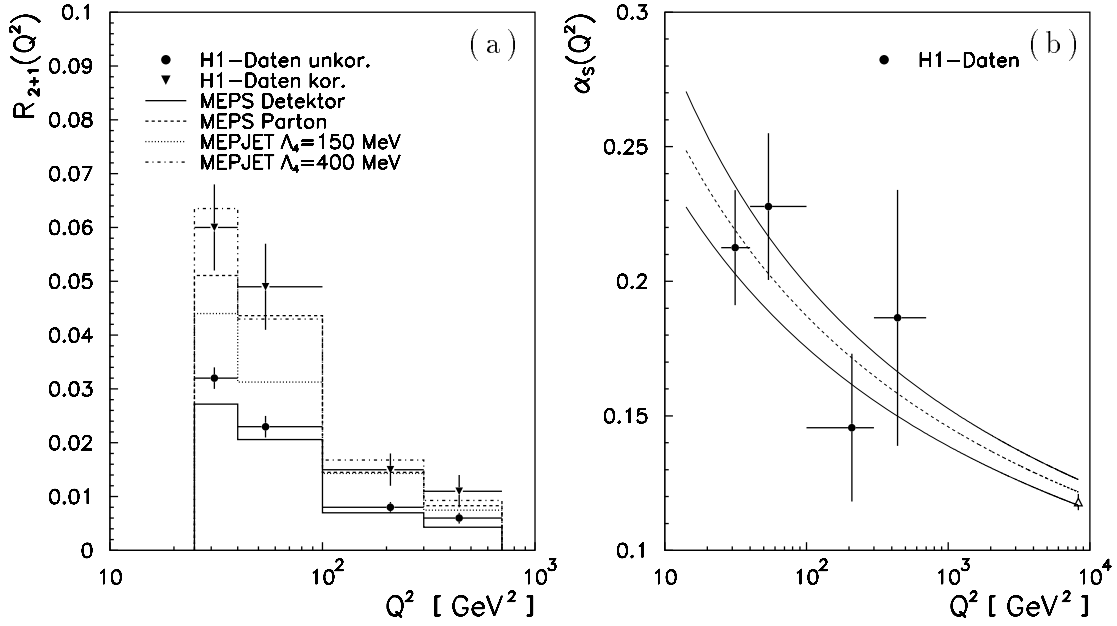 R₂₊₁(Q²)
0.1
0.09
0.08
0.07
0.06
0.05
0.04
0.03
0.02
0.01
0
(a)
H1-Daten unkor.
H1-Daten kor.
MEPS Detektor
MEPS Parton
MEPJET Λ₄=150 MeV
MEPJET Λ₄=400 MeV
10 10² 10³
Q² [GeV²]
αₛ(Q²)
0.3
0.25
0.2
0.15
0.1
(b)
H1-Daten
10 10² 10³ 10⁴
Q² [GeV²]